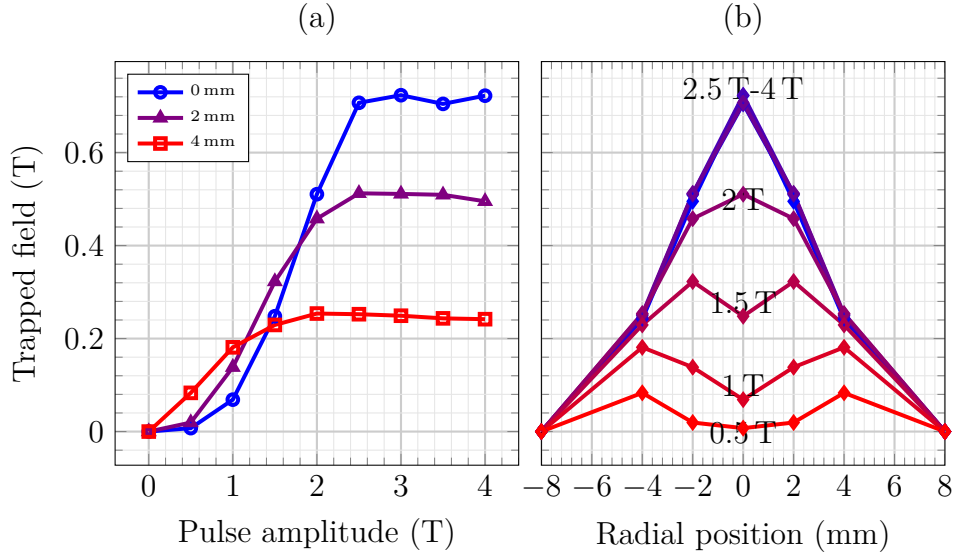 (a)
(b)
0 mm
2 mm
4 mm
2.5 T-4 T
2 T
1.5 T
1 T
0.5 T
0.6
0.4
0.2
0
Trapped field (T)
0 1 2 3 4
−8 −6 −4 −2 0 2 4 6 8
Pulse amplitude (T)
Radial position (mm)